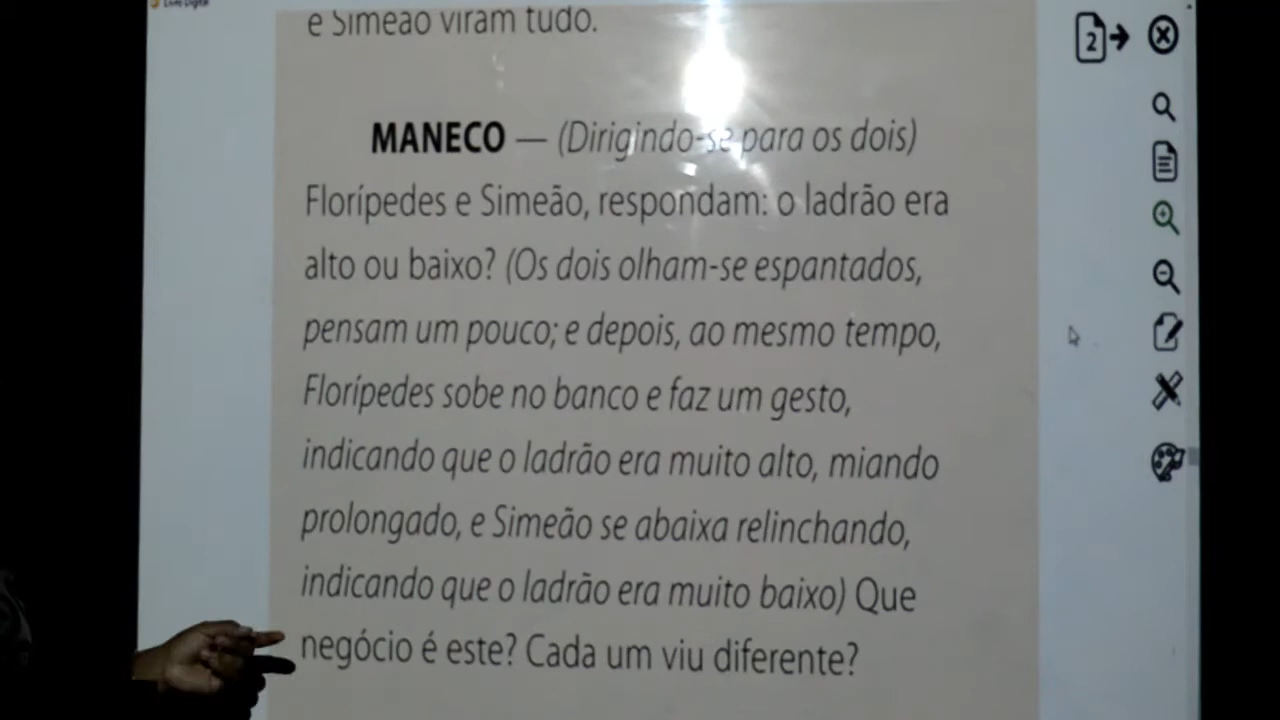 Livro Digital
e Simeão viram tudo.
2
MANECO — (Dirigindo-se para os dois)
Florípedes e Simeão, respondam: o ladrão era
alto ou baixo? (Os dois olham-se espantados,
pensam um pouco; e depois, ao mesmo tempo,
Florípedes sobe no banco e faz um gesto,
indicando que o ladrão era muito alto, miando
prolongado, e Simeão se abaixa relinchando,
indicando que o ladrão era muito baixo) Que
negócio é este? Cada um viu diferente?